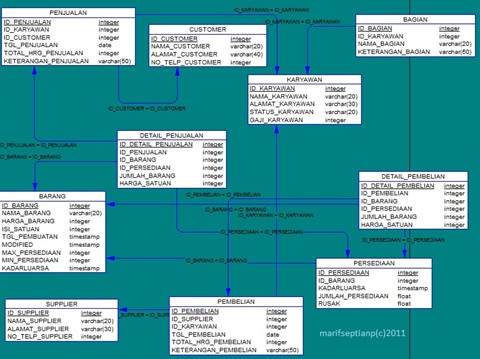 PENJUALAN
ID_PENJUALAN integer
ID_KARYAWAN integer
ID_CUSTOMER integer
TGL_PENJUALAN date
TOTAL_HRG_PENJUALAN integer
KETERANGAN_PENJUALAN varchar(50)
ID_KARYAWAN = ID_KARYAWAN
CUSTOMER
ID_CUSTOMER integer
NAMA_CUSTOMER varchar(20)
ALAMAT_CUSTOMER varchar(40)
NO_TELP_CUSTOMER integer
ID_CUSTOMER = ID_CUSTOMER
BAGIAN
ID_BAGIAN integer
ID_KARYAWAN integer
NAMA_BAGIAN varchar(20)
KETERANGAN_BAGIAN varchar(50)
ID_KARYAWAN = ID_KARYAWAN
KARYAWAN
ID_KARYAWAN integer
NAMA_KARYAWAN varchar(20)
ALAMAT_KARYAWAN varchar(30)
STATUS_KARYAWAN varchar(20)
GAJI_KARYAWAN integer
DETAIL_PENJUALAN
ID_DETAIL_PENJUALAN integer
ID_PENJUALAN integer
ID_BARANG integer
ID_PERSEDIAAN integer
JUMLAH_BARANG integer
HARGA_SATUAN integer
ID_PENJUALAN = ID_PENJUALAN
ID_BARANG = ID_BARANG
DETAIL_PEMBELIAN
ID_DETAIL_PEMBELIAN integer
ID_PEMBELIAN integer
ID_BARANG integer
ID_PERSEDIAAN integer
JUMLAH_BARANG integer
HARGA_SATUAN integer
ID_PEMBELIAN = ID_PEMBELIAN
ID_BARANG = ID_BARANG
ID_KARYAWAN = ID_KARYAWAN
ID_PERSEDIAAN = ID_PERSEDIAAN
ID_PERSEDIAAN = ID_PERSEDIAAN
BARANG
ID_BARANG integer
NAMA_BARANG varchar(20)
HARGA_BARANG integer
ISI_SATUAN integer
TGL_PEMBUATAN timestamp
MODIFIED timestamp
MAX_PERSEDIAAN integer
MIN_PERSEDIAAN integer
KADARLUARSA timestamp
ID_BARANG = ID_BARANG
PERSEDIAAN
ID_PERSEDIAAN integer
ID_BARANG integer
KADARLUARSA timestamp
JUMLAH_PERSEDIAAN float
RUSAK float
SUPPLIER
ID_SUPPLIER integer
NAMA_SUPPLIER varchar(20)
ALAMAT_SUPPLIER varchar(30)
NO_TELP_SUPPLIER integer
SUPPLIER = ID_SUPPLIER
PEMBELIAN
ID_PEMBELIAN integer
ID_SUPPLIER integer
ID_KARYAWAN integer
TGL_PEMBELIAN date
TOTAL_HRG_PEMBELIAN integer
KETERANGAN_PEMBELIAN varchar(50)
marifseptianp(c)2011